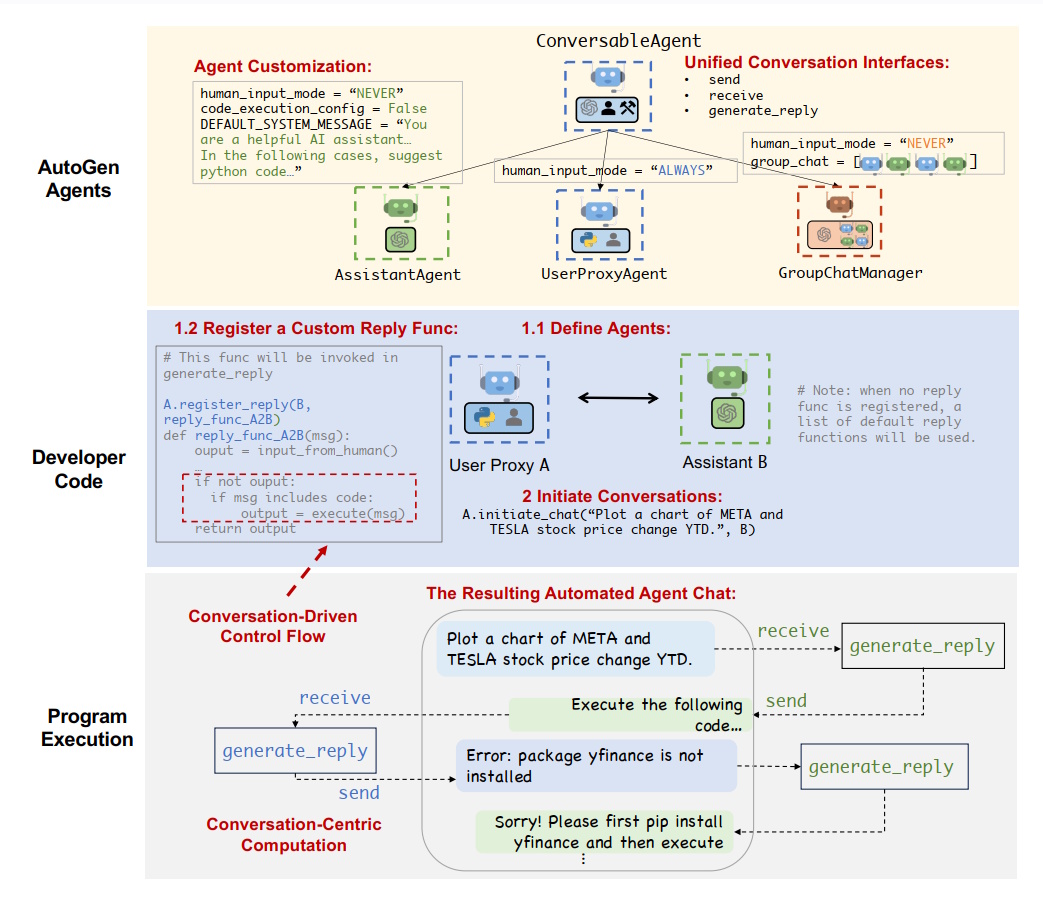 ConversableAgent
Agent Customization:
human_input_mode = “NEVER”
code_execution_config = False
DEFAULT_SYSTEM_MESSAGE = “You
are a helpful AI assistant…
In the following cases, suggest
python code…”
Unified Conversation Interfaces:
• send
• receive
• generate_reply
human_input_mode = “NEVER”
group_chat = [ ]
human_input_mode = “ALWAYS”
AutoGen
Agents
AssistantAgent
UserProxyAgent
GroupChatManager
1.2 Register a Custom Reply Func:
# This func will be invoked in
generate_reply
A.register_reply(B,
reply_func_A2B)
def reply_func_A2B(msg):
ouput = input_from_human()
…
if not ouput:
if msg includes code:
output = execute(msg)
return output
1.1 Define Agents:
User Proxy A
Assistant B
# Note: when no reply
func is registered, a
list of default reply
functions will be used.
Developer
Code
2 Initiate Conversations:
A.initiate_chat(“Plot a chart of META and
TESLA stock price change YTD.”, B)
The Resulting Automated Agent Chat:
Conversation-Driven
Control Flow
Plot a chart of META and
TESLA stock price change YTD.
receive
generate_reply
Execute the following
code…
send
receive
Program
Execution
generate_reply
send
Error: package yfinance is not
installed
generate_reply
Conversation-Centric
Computation
Sorry! Please first pip install
yfinance and then execute
⋮